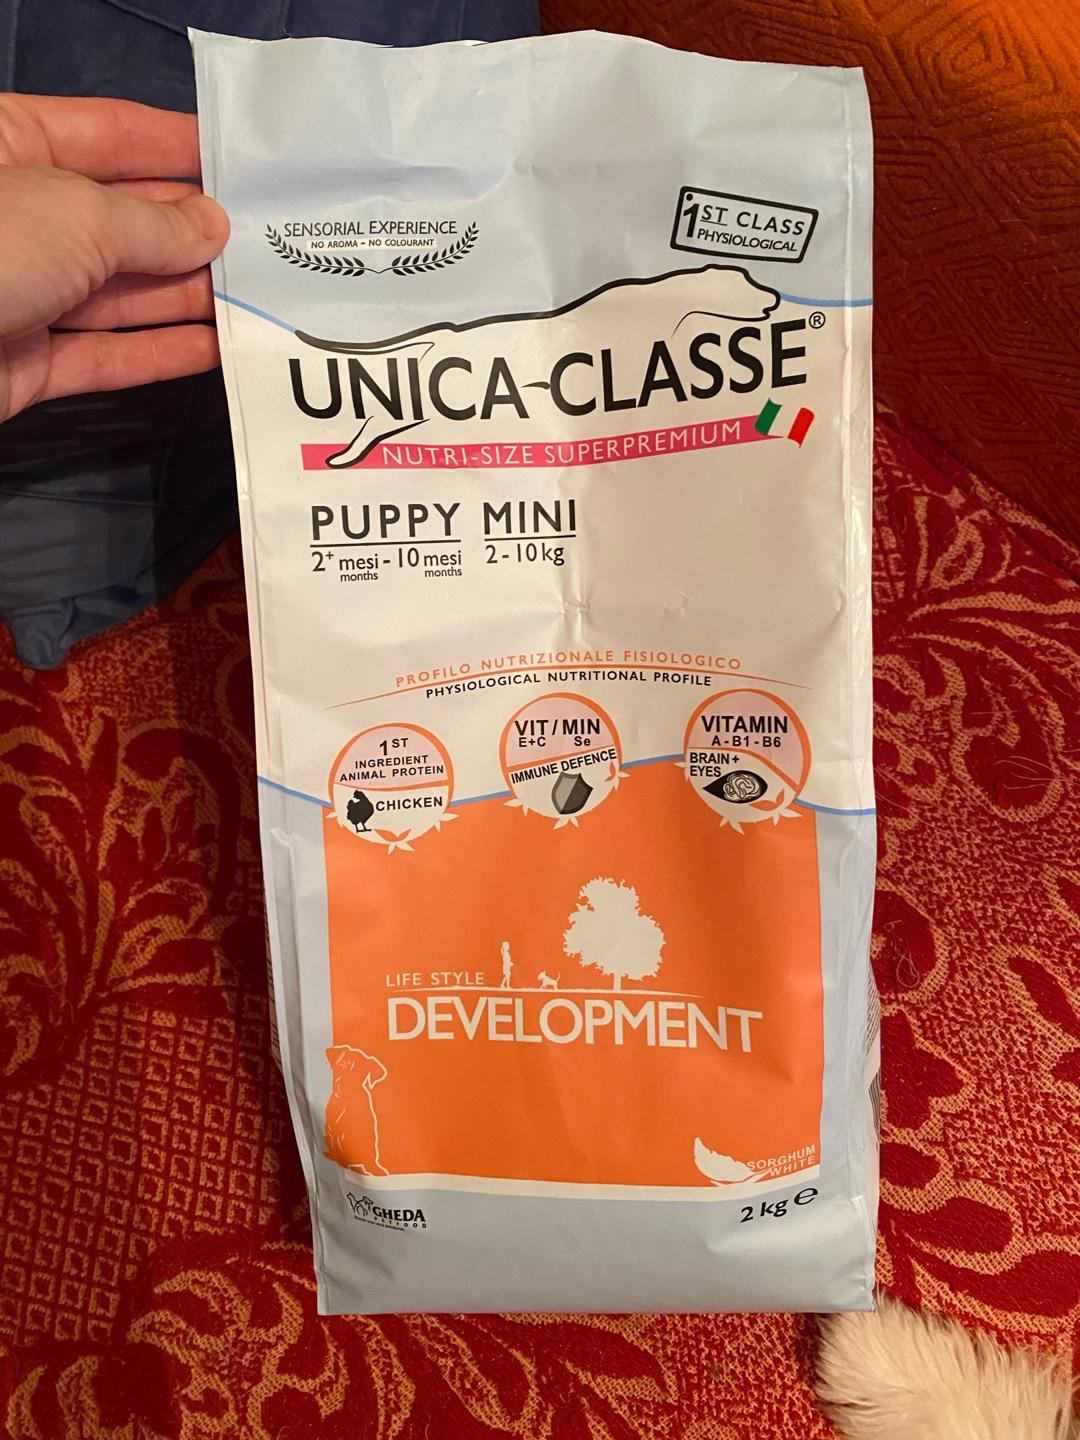 SENSORIAL EXPERIENCE
NO AROMA - NO COLOURANT
1ST CLASS
PHYSIOLOGICAL
UNICA-CLASSE®
NUTRI-SIZE SUPERPREMIUM
PUPPY MINI
2+ mesi - 10 mesi 2-10kg
months months
PROFILO NUTRIZIONALE FISIOLOGICO
PHYSIOLOGICAL NUTRITIONAL PROFILE
1ST
INGREDIENT
ANIMAL PROTEIN
CHICKEN
VIT / MIN
E+C Se
IMMUNE DEFENCE
VITAMIN
A-B1-B6
BRAIN+
EYES
LIFE STYLE
DEVELOPMENT
SORGHUM
WHITE
GHEDA
PETFOOD
2 kg e